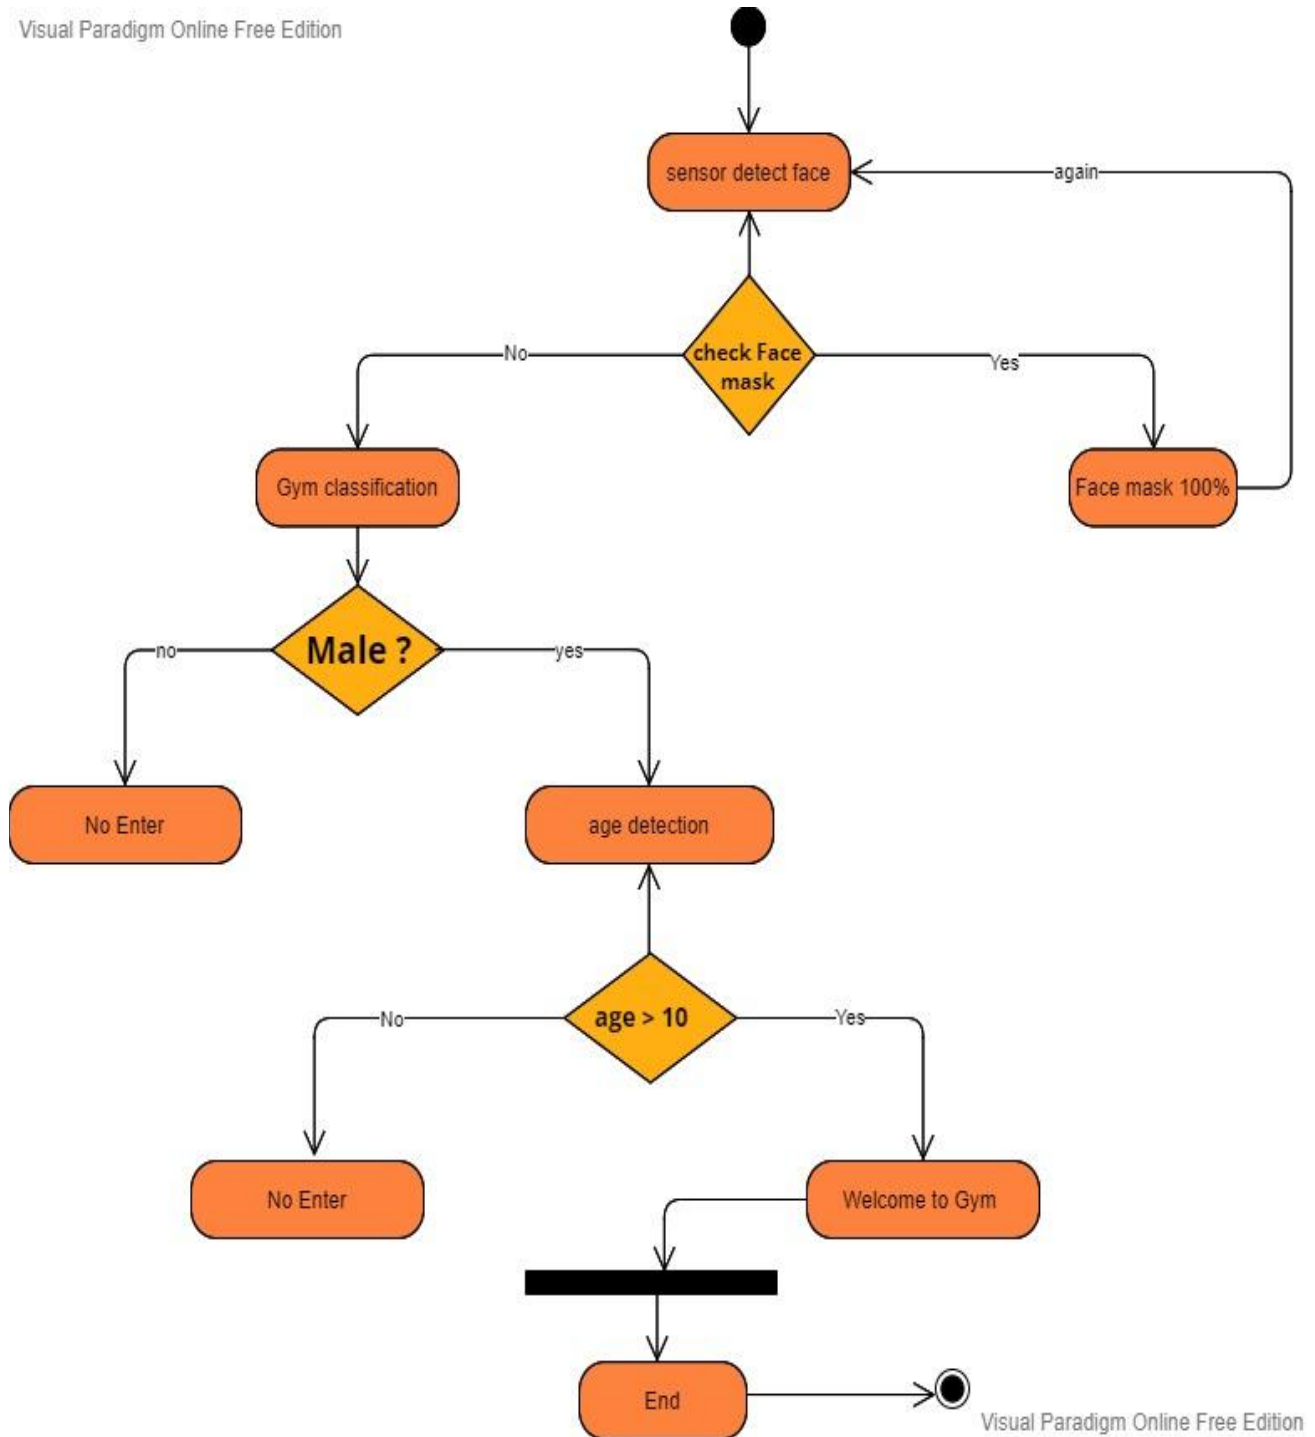 Visual Paradigm Online Free Edition
sensor detect face
again
check Face
mask
No
Yes
Gym classification
Face mask 100%
Male ?
no
yes
No Enter
age detection
age > 10
No
Yes
No Enter
Welcome to Gym
End
Visual Paradigm Online Free Edition